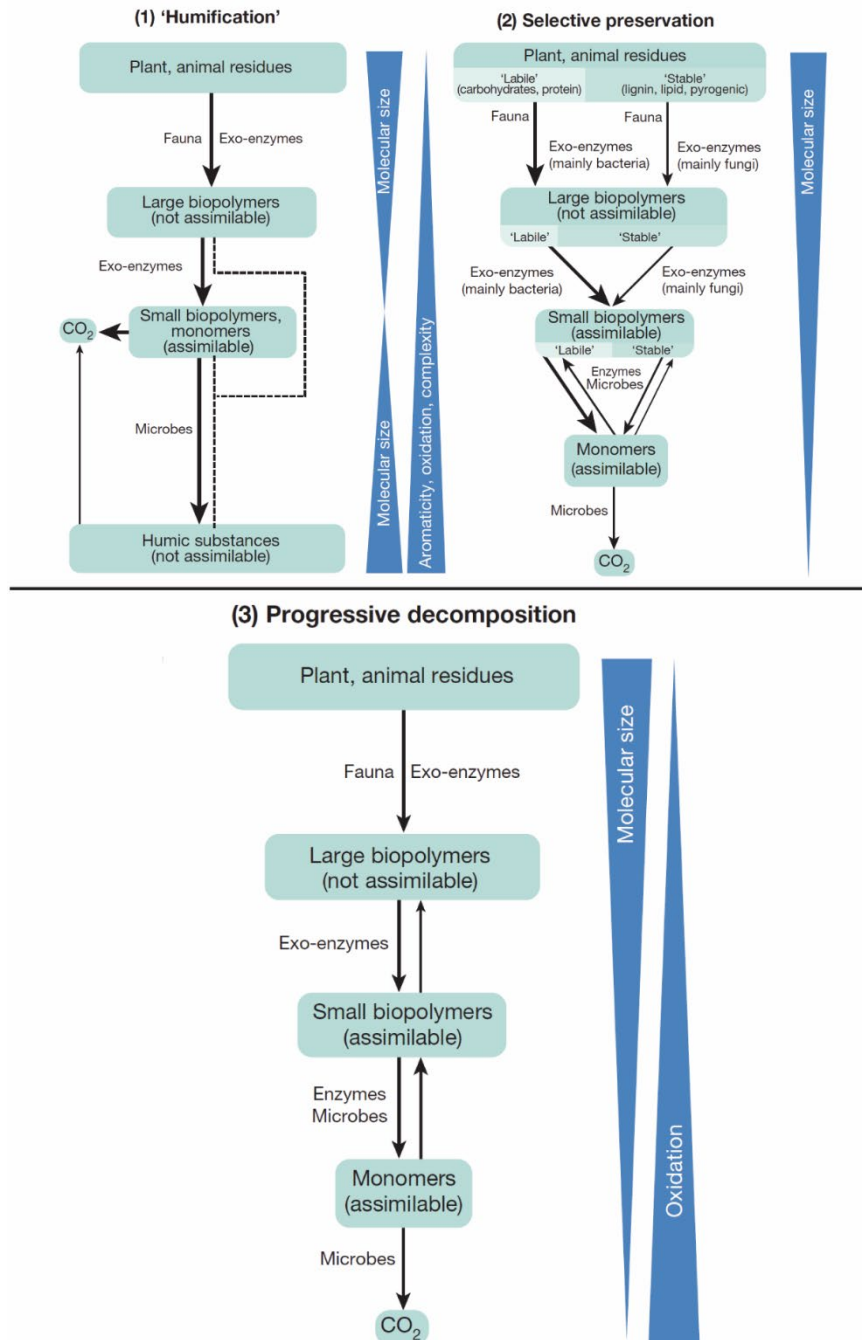 (1) 'Humification'
Plant, animal residues
Fauna
Exo-enzymes
Large biopolymers
(not assimilable)
Exo-enzymes
Small biopolymers,
monomers
(assimilable)
CO2
Microbes
Humic substances
(not assimilable)
Molecular size
Molecular size
Aromaticity, oxidation, complexity
(2) Selective preservation
Plant, animal residues
'Labile'
(carbohydrates, protein)
'Stable'
(lignin, lipid, pyrogenic)
Fauna
Fauna
Exo-enzymes
(mainly bacteria)
Exo-enzymes
(mainly fungi)
Large biopolymers
(not assimilable)
'Labile'
'Stable'
Exo-enzymes
(mainly bacteria)
Exo-enzymes
(mainly fungi)
Small biopolymers
(assimilable)
'Labile'
'Stable'
Enzymes
Microbes
Monomers
(assimilable)
Microbes
CO2
Molecular size
(3) Progressive decomposition
Plant, animal residues
Fauna
Exo-enzymes
Large biopolymers
(not assimilable)
Exo-enzymes
Small biopolymers
(assimilable)
Enzymes
Microbes
Monomers
(assimilable)
Microbes
CO2
Molecular size
Oxidation